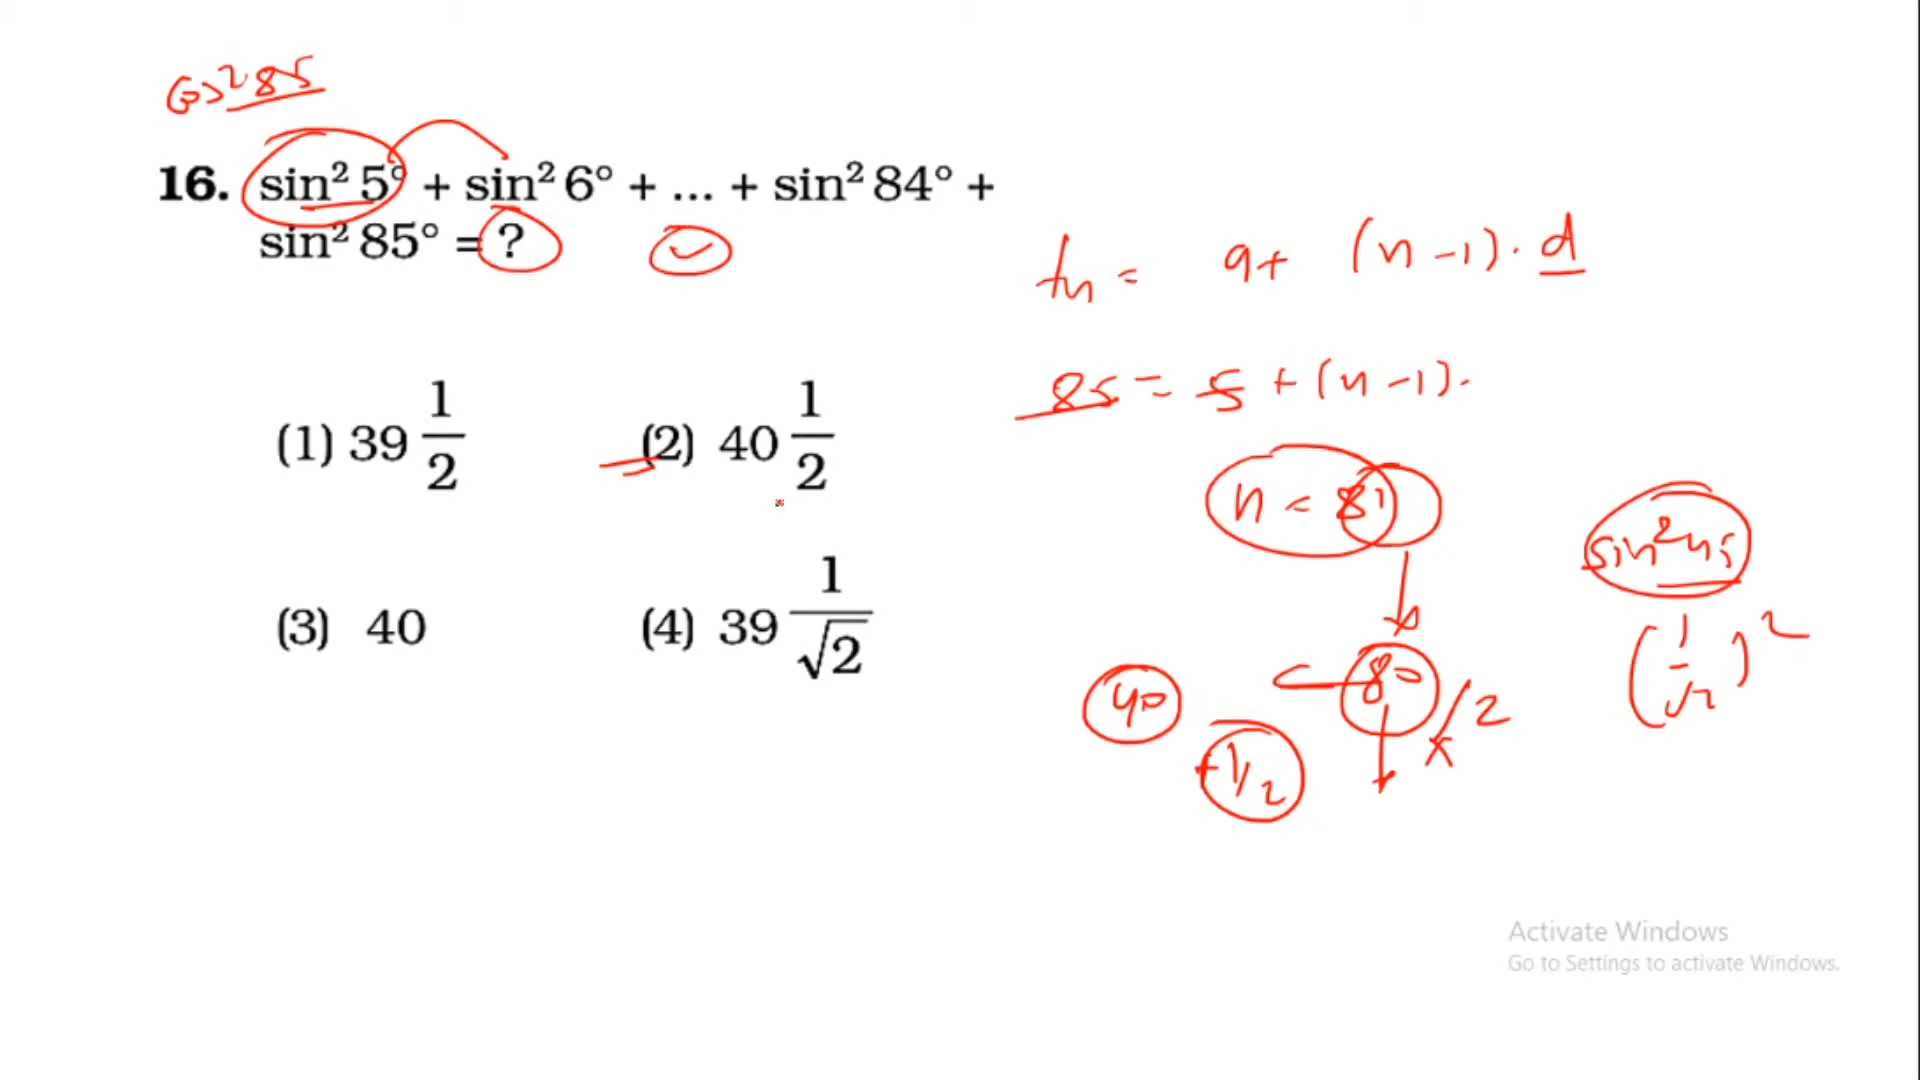 cos²85
16. sin² 5° + sin² 6° + ... + sin² 84° +
sin² 85° = ?
(1) 39 1/2
(2) 40 1/2
(3) 40
(4) 39 1/√2
tn = a + (n-1). d
85 = 5 + (n-1).
n = 81
sin²45
80
/2
(1/√2)²
40
+1/2
Activate Windows
Go to Settings to activate Windows.